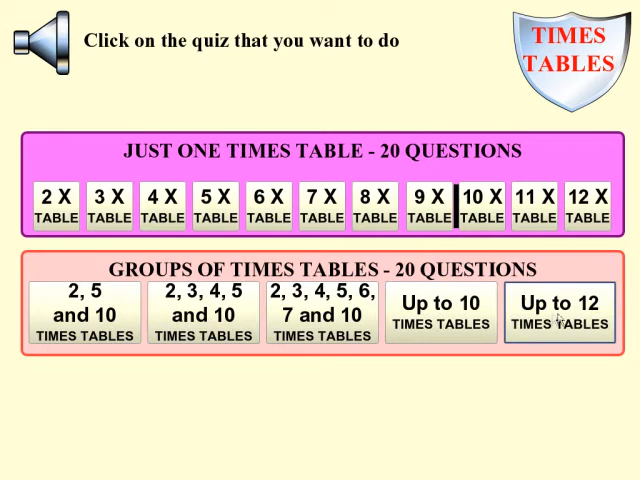 Click on the quiz that you want to do
TIMES
TABLES
JUST ONE TIMES TABLE - 20 QUESTIONS
2 X 3 X 4 X 5 X 6 X 7 X 8 X 9 X 10 X 11 X 12 X
TABLE TABLE TABLE TABLE TABLE TABLE TABLE TABLE TABLE TABLE TABLE
GROUPS OF TIMES TABLES - 20 QUESTIONS
2, 5
and 10
TIMES TABLES
2, 3, 4, 5
and 10
TIMES TABLES
2, 3, 4, 5, 6,
7 and 10
TIMES TABLES
Up to 10
TIMES TABLES
Up to 12
TIMES TABLES